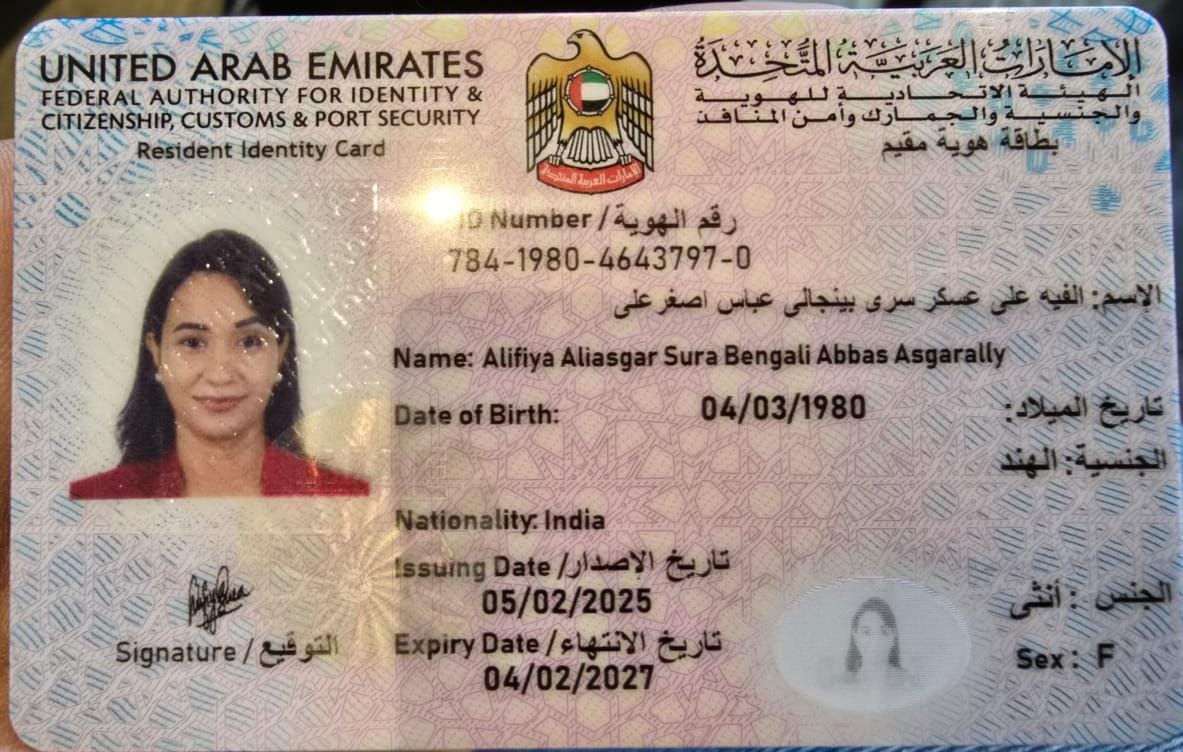 UNITED ARAB EMIRATES
الإمارات العربية المتحدة
FEDERAL AUTHORITY FOR IDENTITY &
الهيئة الاتحادية للهوية
CITIZENSHIP, CUSTOMS & PORT SECURITY
والجنسية والجمارك وأمن المنافذ
Resident Identity Card
بطاقة هوية مقيم
الإمارات العربية المتحدة
ID Number / رقم الهوية
784-1980-4643797-0
الإسم: الفيه على عسكر سرى بينجالى عباس اصغرعلى
Name: Alifiya Aliasgar Sura Bengali Abbas Asgarally
Date of Birth: 04/03/1980 تاريخ الميلاد:
الجنسية: الهند
Nationality: India
Issuing Date / تاريخ الإصدار
05/02/2025
الجنس : أنثى
Signature / التوقيع
Expiry Date / تاريخ الانتهاء
04/02/2027
Sex : F